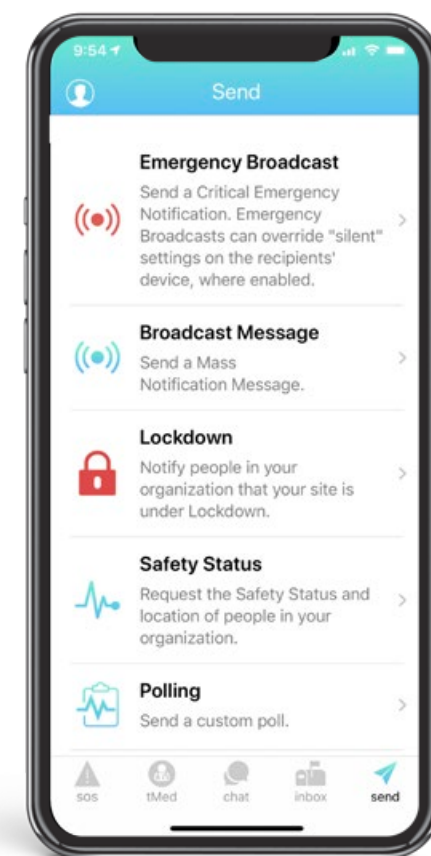 9:54
Send
Emergency Broadcast
Send a Critical Emergency
Notification. Emergency
Broadcasts can override "silent"
settings on the recipients'
device, where enabled.
Broadcast Message
Send a Mass
Notification Message.
Lockdown
Notify people in your
organization that your site is
under Lockdown.
Safety Status
Request the Safety Status and
location of people in your
organization.
Polling
Send a custom poll.
sos tMed chat inbox send